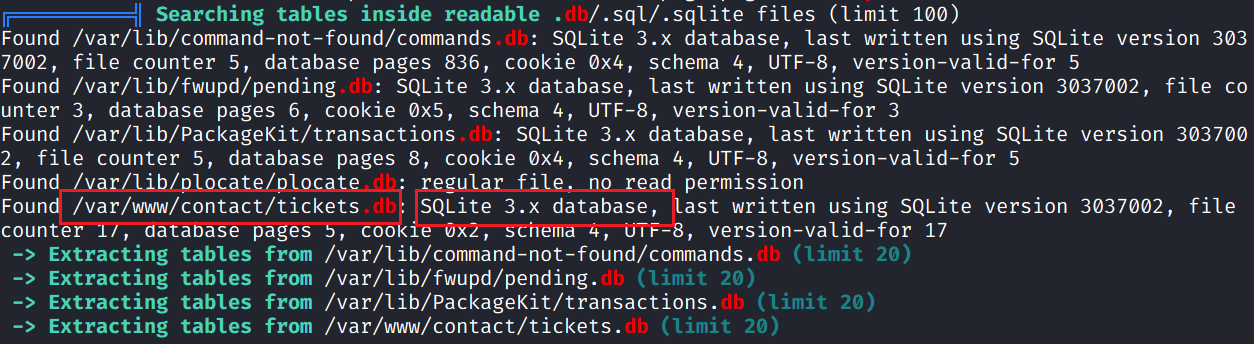 ╔══════════╣ Searching tables inside readable .db/.sql/.sqlite files (limit 100)
Found /var/lib/command-not-found/commands.db: SQLite 3.x database, last written using SQLite version 303
7002, file counter 5, database pages 836, cookie 0x4, schema 4, UTF-8, version-valid-for 5
Found /var/lib/fwupd/pending.db: SQLite 3.x database, last written using SQLite version 3037002, file co
unter 3, database pages 6, cookie 0x5, schema 4, UTF-8, version-valid-for 3
Found /var/lib/PackageKit/transactions.db: SQLite 3.x database, last written using SQLite version 303700
2, file counter 5, database pages 8, cookie 0x4, schema 4, UTF-8, version-valid-for 5
Found /var/lib/plocate/plocate.db: regular file, no read permission
Found /var/www/contact/tickets.db: SQLite 3.x database, last written using SQLite version 3037002, file
counter 17, database pages 5, cookie 0x2, schema 4, UTF-8, version-valid-for 17
-> Extracting tables from /var/lib/command-not-found/commands.db (limit 20)
-> Extracting tables from /var/lib/fwupd/pending.db (limit 20)
-> Extracting tables from /var/lib/PackageKit/transactions.db (limit 20)
-> Extracting tables from /var/www/contact/tickets.db (limit 20)